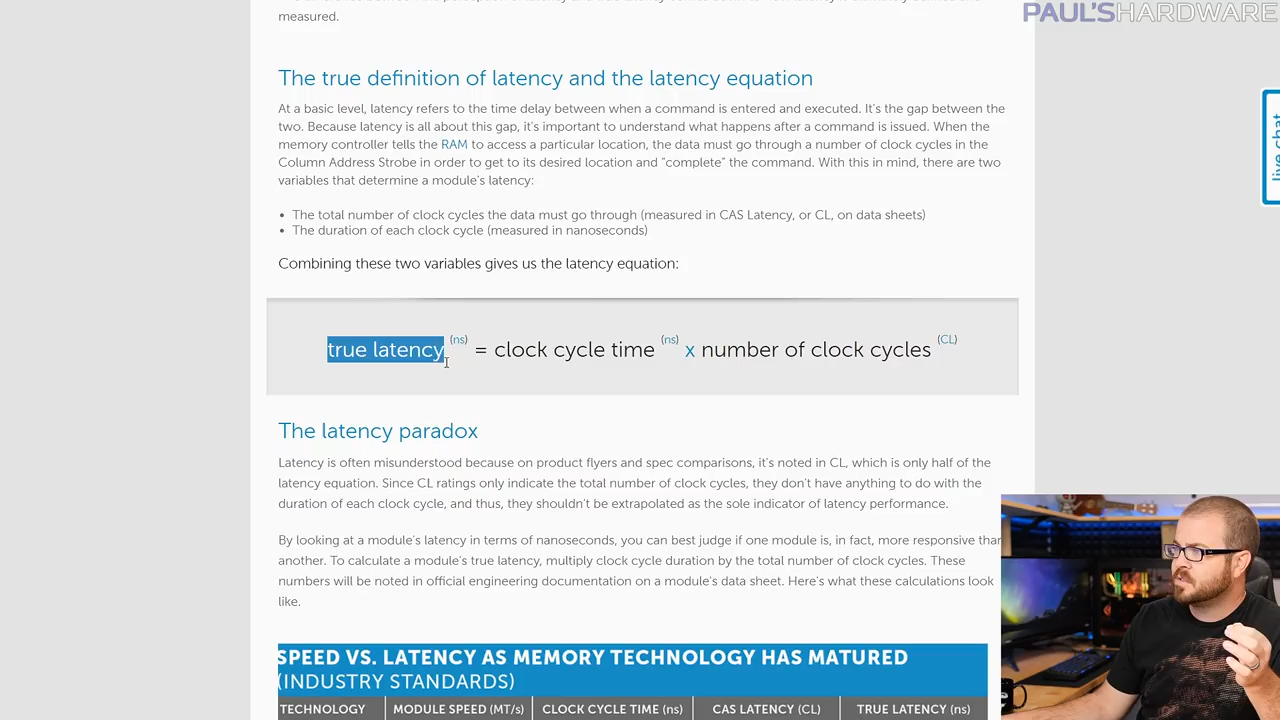 PAUL'SHARDWARE
measured.
The true definition of latency and the latency equation
At a basic level, latency refers to the time delay between when a command is entered and executed. It's the gap between the
two. Because latency is all about this gap, it's important to understand what happens after a command is issued. When the
memory controller tells the RAM to access a particular location, the data must go through a number of clock cycles in the
Column Address Strobe in order to get to its desired location and "complete" the command. With this in mind, there are two
variables that determine a module's latency:
• The total number of clock cycles the data must go through (measured in CAS Latency, or CL, on data sheets)
• The duration of each clock cycle (measured in nanoseconds)
Combining these two variables gives us the latency equation:
true latency (ns) = clock cycle time (ns) x number of clock cycles (CL)
The latency paradox
Latency is often misunderstood because on product flyers and spec comparisons, it's noted in CL, which is only half of the
latency equation. Since CL ratings only indicate the total number of clock cycles, they don't have anything to do with the
duration of each clock cycle, and thus, they shouldn't be extrapolated as the sole indicator of latency performance.
By looking at a module's latency in terms of nanoseconds, you can best judge if one module is, in fact, more responsive than
another. To calculate a module's true latency, multiply clock cycle duration by the total number of clock cycles. These
numbers will be noted in official engineering documentation on a module's data sheet. Here's what these calculations look
like.
SPEED VS. LATENCY AS MEMORY TECHNOLOGY HAS MATURED
(INDUSTRY STANDARDS)
TECHNOLOGY MODULE SPEED (MT/s) CLOCK CYCLE TIME (ns) CAS LATENCY (CL) TRUE LATENCY (ns)
live chat